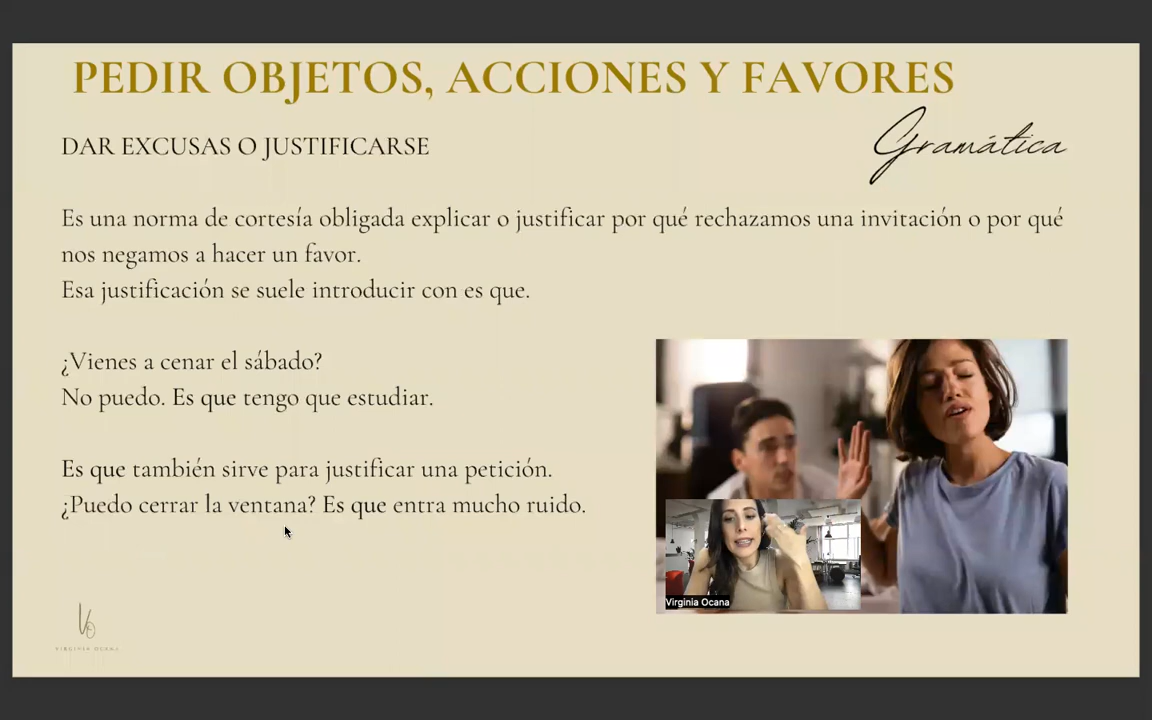 PEDIR OBJETOS, ACCIONES Y FAVORES
DAR EXCUSAS O JUSTIFICARSE
Gramática
Es una norma de cortesía obligada explicar o justificar por qué rechazamos una invitación o por qué
nos negamos a hacer un favor.
Esa justificación se suele introducir con es que.
¿Vienes a cenar el sábado?
No puedo. Es que tengo que estudiar.
Es que también sirve para justificar una petición.
¿Puedo cerrar la ventana? Es que entra mucho ruido.
Virginia Ocana
VO
VIRGINIA OCANA